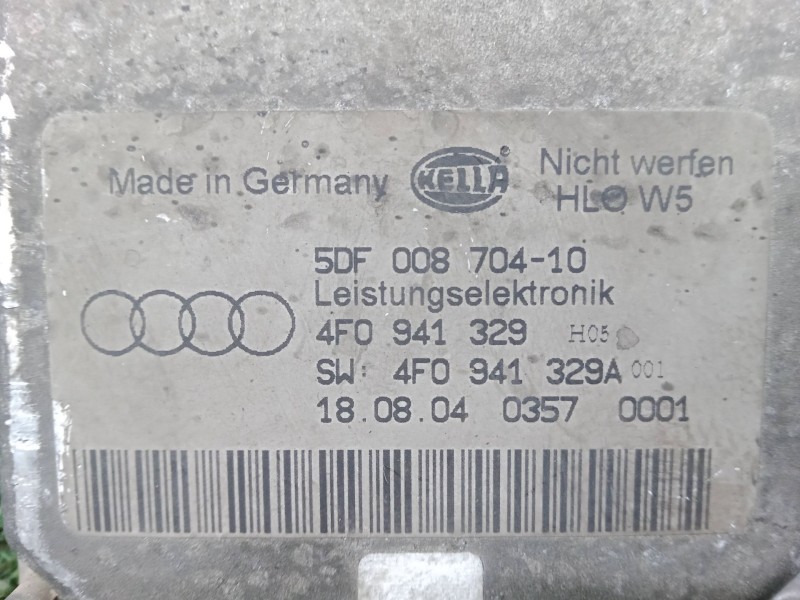 Made in Germany HELLA ® Nicht werfen
HLO W5
5DF 008 704-10
Leistungselektronik
4F0 941 329 H05
SW: 4F0 941 329A 001
18.08.04 0357 0001